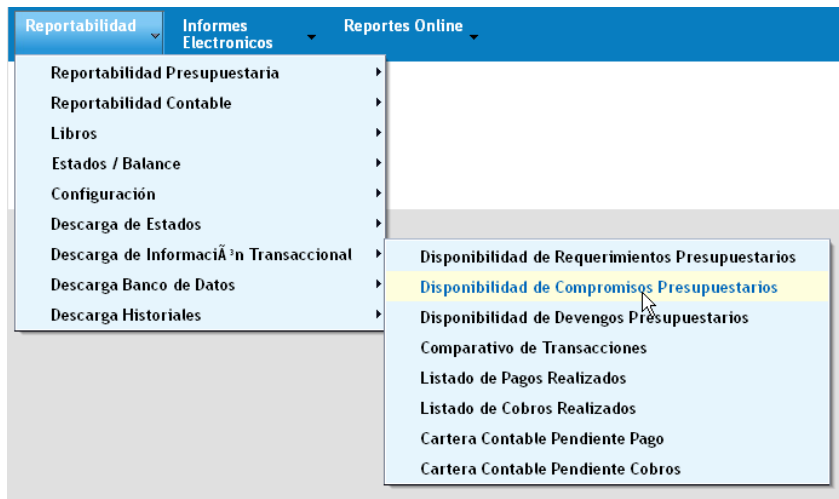 Reportabilidad
Informes
Electronicos
Reportes Online
Reportabilidad Presupuestaria
Reportabilidad Contable
Libros
Estados / Balance
Configuración
Descarga de Estados
Descarga de InformaciÃ³n Transaccional
Descarga Banco de Datos
Descarga Historiales
Disponibilidad de Requerimientos Presupuestarios
Disponibilidad de Compromisos Presupuestarios
Disponibilidad de Devengos Presupuestarios
Comparativo de Transacciones
Listado de Pagos Realizados
Listado de Cobros Realizados
Cartera Contable Pendiente Pago
Cartera Contable Pendiente Cobros